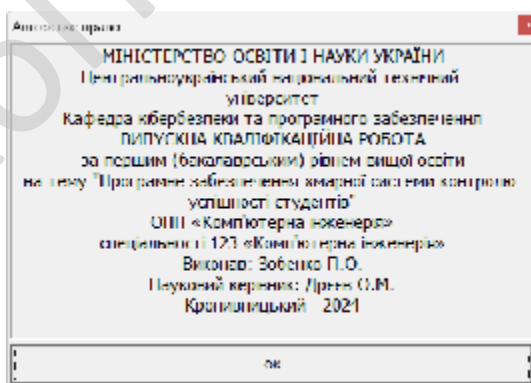 Авторське право
МІНІСТЕРСТВО ОСВІТИ І НАУКИ УКРАЇНИ
Центральноукраїнський національний технічний
університет
Кафедра кібербезпеки та програмного забезпечення
ВИПУСКНА КВАЛІФІКАЦІЙНА РОБОТА
за першим (бакалаврським) рівнем вищої освіти
на тему "Програмне забезпечення хмарної системи контролю
успішності студентів"
ОПП «Комп'ютерна інженерія»
спеціальності 123 «Комп'ютерна інженерія»
Виконав: Зобенко П.О.
Науковий керівник: Дрєєв О.М.
Кропивницький 2024
ОК